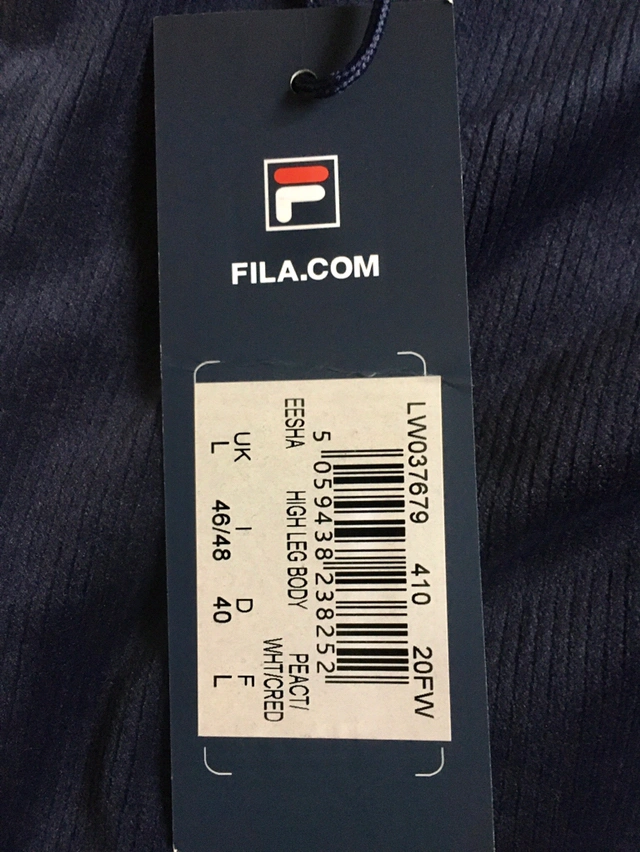 FILA.COM
LW037679 410 20FW
5 059438 238252
EESHA HIGH LEG BODY PEACT/
WHT/CRED
UK I D F
L 46/48 40 L